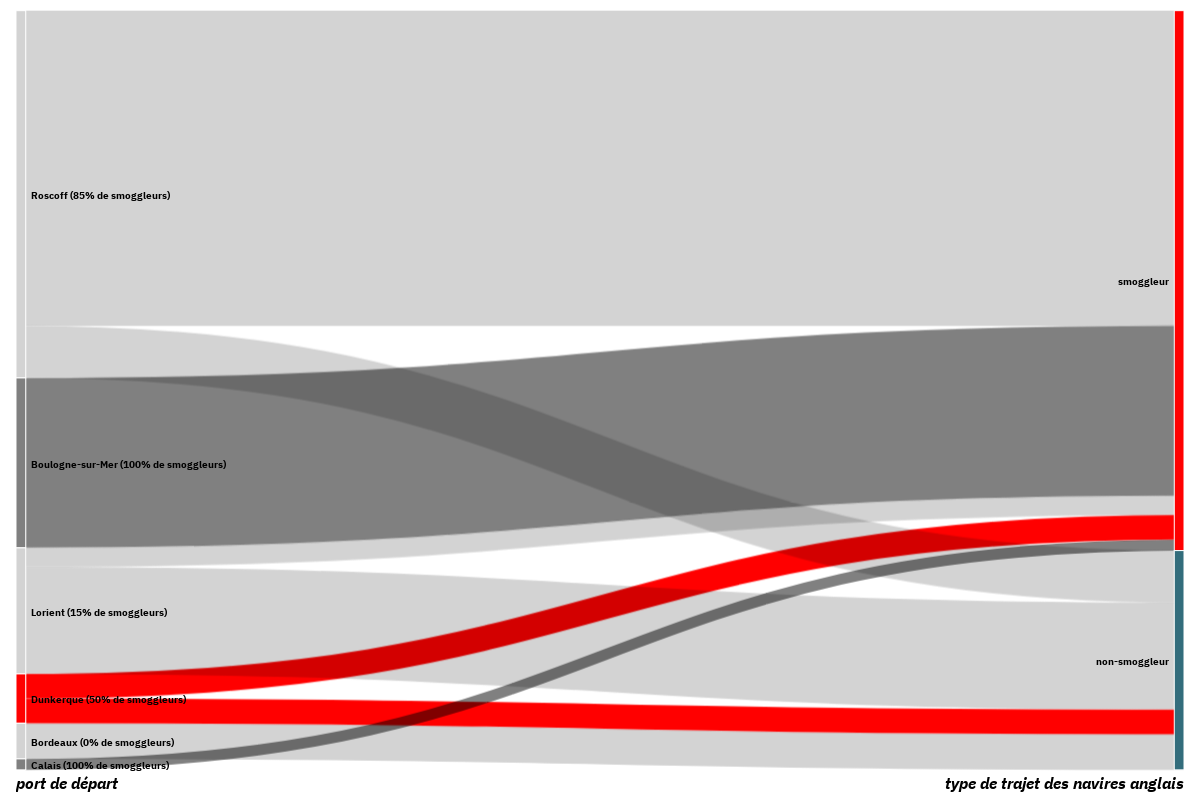 Roscoff (85% de smoggleurs)
smoggleur
Boulogne-sur-Mer (100% de smoggleurs)
Lorient (15% de smoggleurs)
non-smoggleur
Dunkerque (50% de smoggleurs)
Bordeaux (0% de smoggleurs)
Calais (100% de smoggleurs)
port de départ
type de trajet des navires anglais